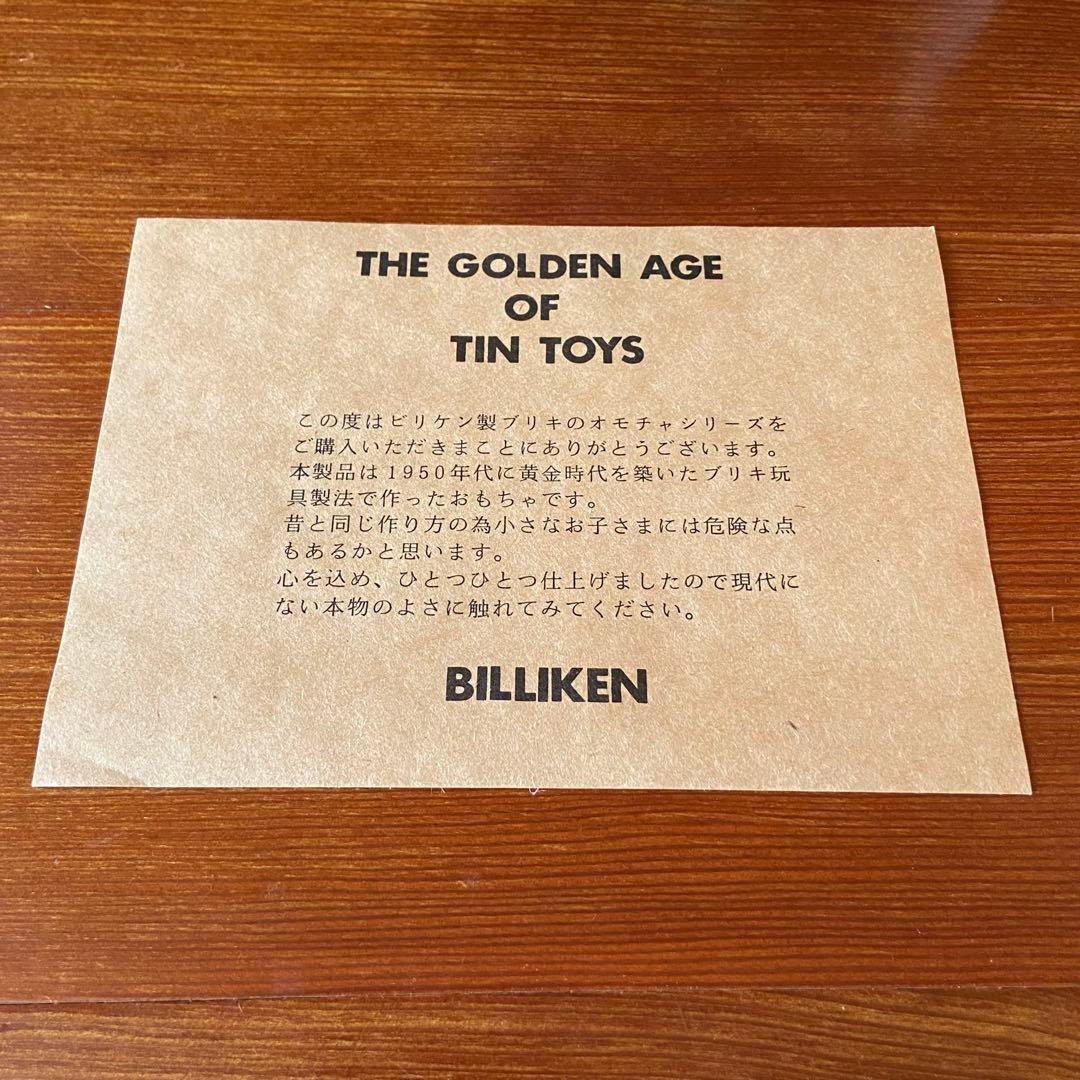 THE GOLDEN AGE
OF
TIN TOYS
この度はビリケン製ブリキのオモチャシリーズを
ご購入いただきまことにありがとうございます。
本製品は1950年代に黄金時代を築いたブリキ玩
具製法で作ったおもちゃです。
昔と同じ作り方の為小さなお子さまには危険な点
もあるかと思います。
心を込め、ひとつひとつ仕上げましたので現代に
ない本物のよさに触れてみてください。
BILLIKEN